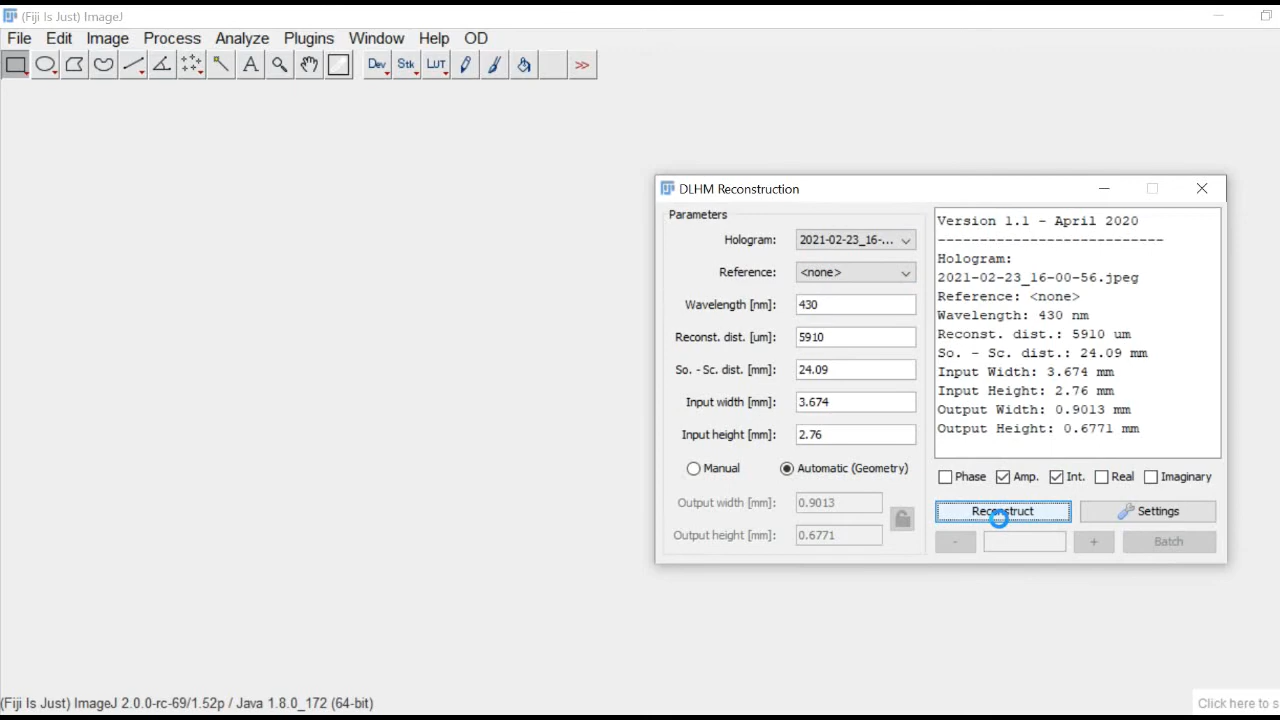 (Fiji Is Just) ImageJ
File Edit Image Process Analyze Plugins Window Help OD
Dev Stk LUT >>
DLHM Reconstruction
Parameters
Hologram: 2021-02-23_16-...
Reference: <none>
Wavelength [nm]: 430
Reconst. dist. [um]: 5910
So. - Sc. dist. [mm]: 24.09
Input width [mm]: 3.674
Input height [mm]: 2.76
Manual Automatic (Geometry)
Output width [mm]: 0.9013
Output height [mm]: 0.6771
Version 1.1 - April 2020
---------------------------
Hologram:
2021-02-23_16-00-56.jpeg
Reference: <none>
Wavelength: 430 nm
Reconst. dist.: 5910 um
So. - Sc. dist.: 24.09 mm
Input Width: 3.674 mm
Input Height: 2.76 mm
Output Width: 0.9013 mm
Output Height: 0.6771 mm
Phase Amp. Int. Real Imaginary
Reconstruct Settings
- + Batch
(Fiji Is Just) ImageJ 2.0.0-rc-69/1.52p / Java 1.8.0_172 (64-bit)
Click here to s